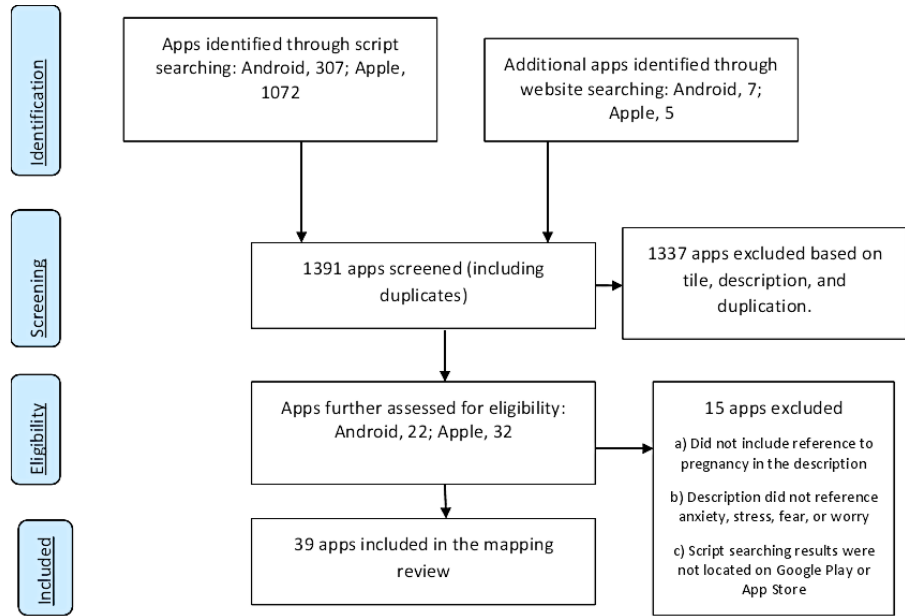 Identification
Apps identified through script
searching: Android, 307; Apple,
1072
Additional apps identified through
website searching: Android, 7;
Apple, 5
Screening
1391 apps screened (including
duplicates)
1337 apps excluded based on
tile, description, and
duplication.
Eligibility
Apps further assessed for eligibility:
Android, 22; Apple, 32
15 apps excluded
a) Did not include reference to
pregnancy in the description
b) Description did not reference
anxiety, stress, fear, or worry
c) Script searching results were
not located on Google Play or
App Store
Included
39 apps included in the mapping
review